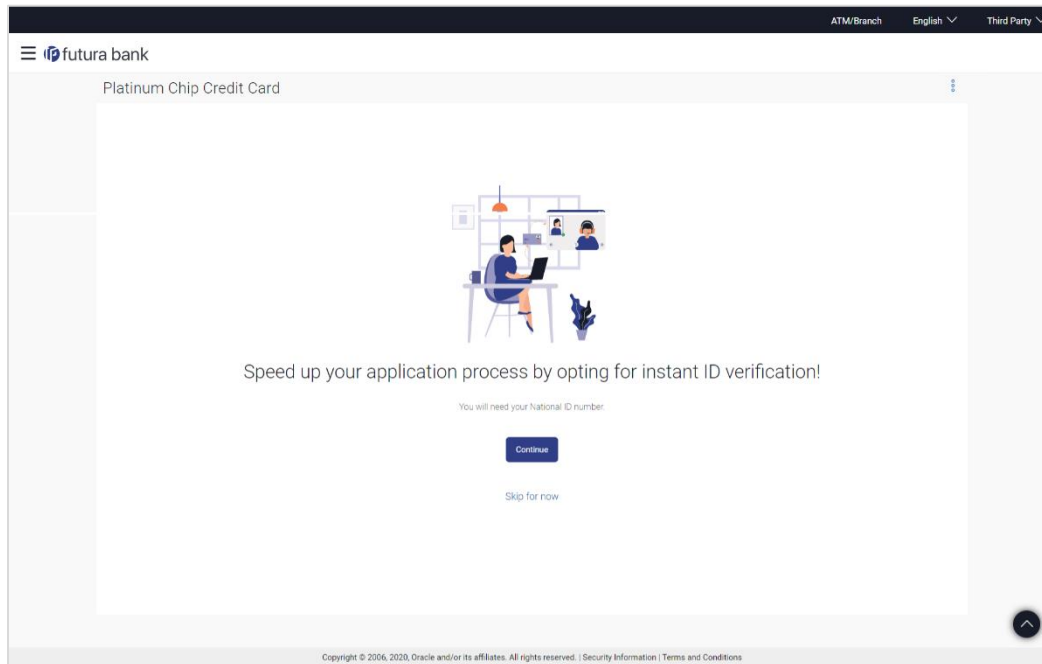 ATM/Branch English Third Party
futura bank
Platinum Chip Credit Card
Speed up your application process by opting for instant ID verification!
You will need your National ID number.
Continue
Skip for now
Copyright © 2006, 2020, Oracle and/or its affiliates. All rights reserved. | Security Information | Terms and Conditions